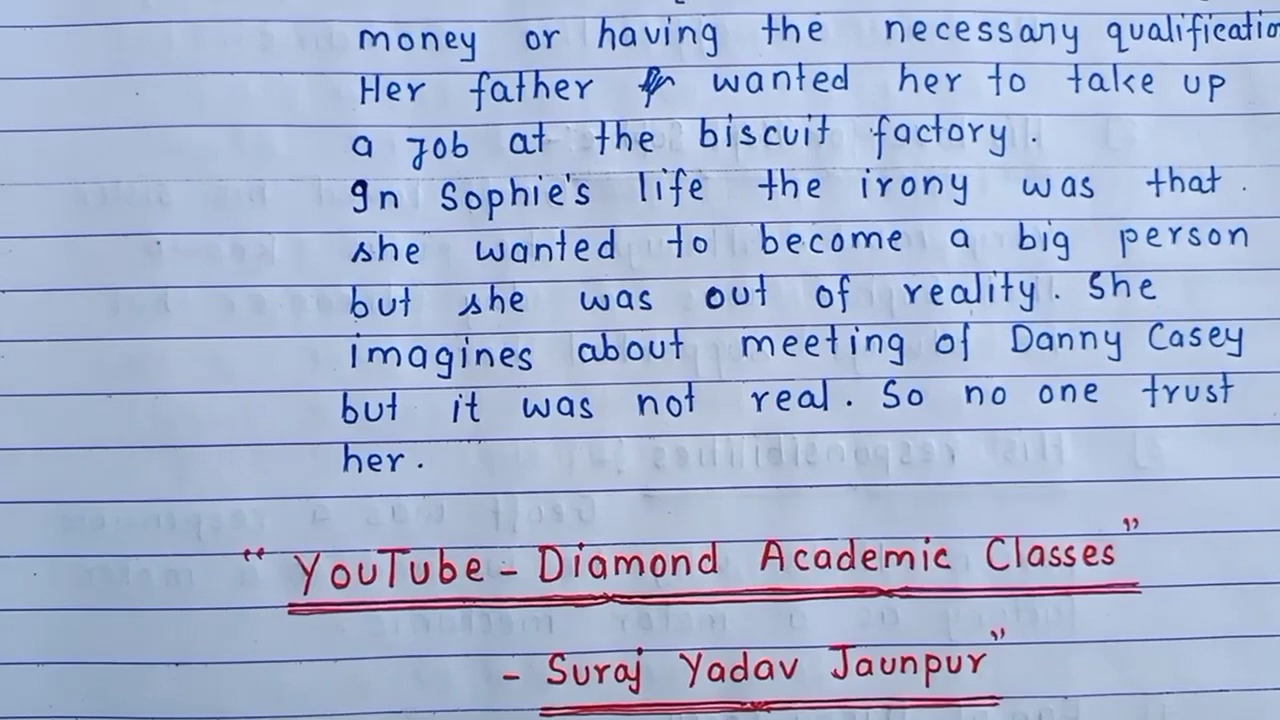 money or having the necessary qualificatio
Her father wanted her to take up
a job at the biscuit factory.
In Sophie's life the irony was that.
she wanted to become a big person
but she was out of reality. She
imagines about meeting of Danny Casey
but it was not real. So no one trust
her.
"YouTube - Diamond Academic Classes"
- Suraj Yadav Jaunpur"